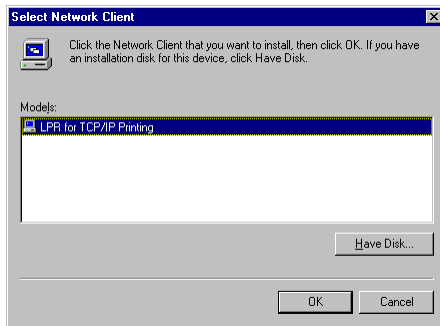 Select Network Client
Click the Network Client that you want to install, then click OK. If you have
an installation disk for this device, click Have Disk.
Models:
LPR for TCP/IP Printing
Have Disk...
OK
Cancel